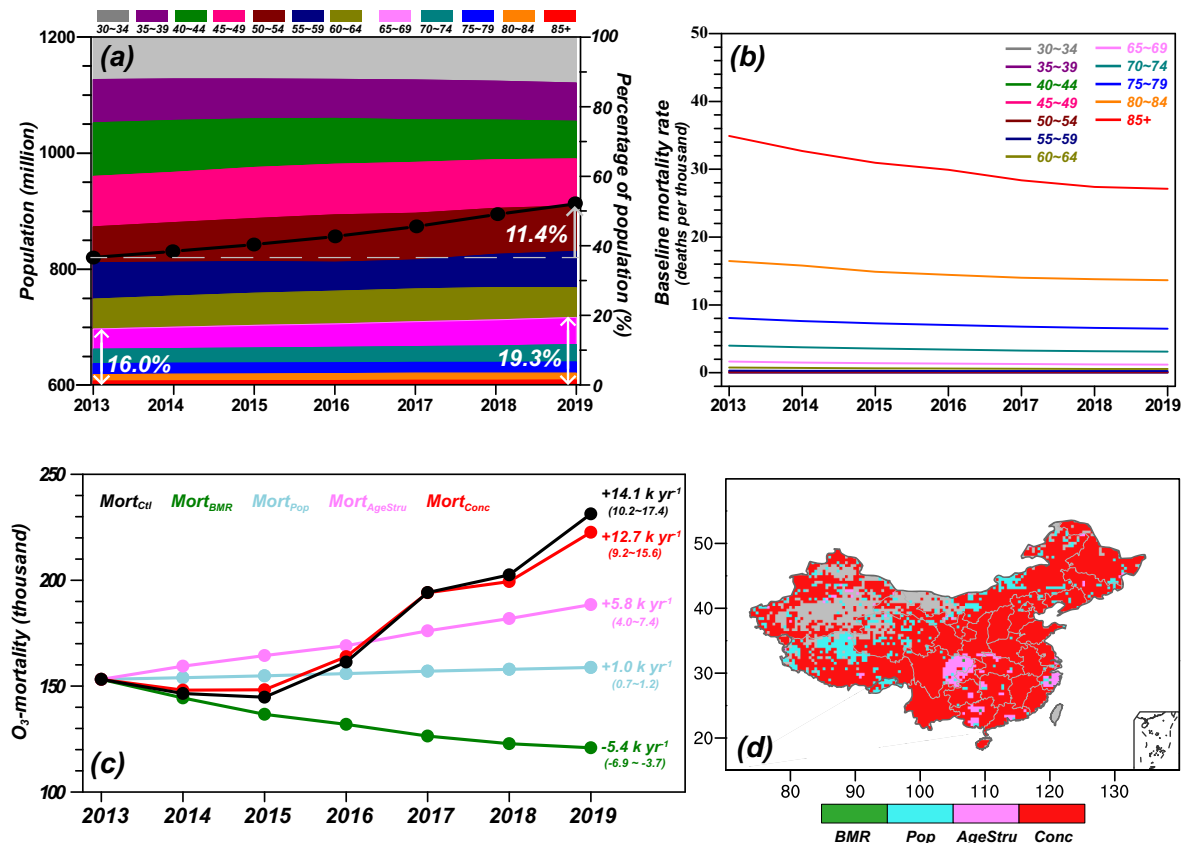 30~34 35~39 40~44 45~49 50~54 55~59 60~64 65~69 70~74 75~79 80~84 85+
(a)
Population (million)
1200
1000
800
600
Percentage of population (%)
100
80
60
40
20
0
11.4%
16.0%
19.3%
2013 2014 2015 2016 2017 2018 2019
(b)
Baseline mortality rate
(deaths per thousand)
50
40
30
20
10
0
30~34 65~69
35~39 70~74
40~44 75~79
45~49 80~84
50~54 85+
55~59
60~64
2013 2014 2015 2016 2017 2018 2019
O₃-mortality (thousand)
250
200
150
100
Mort_Ctl Mort_BMR Mort_Pop Mort_AgeStru Mort_Conc
+14.1 k yr⁻¹
(10.2~17.4)
+12.7 k yr⁻¹
(9.2~15.6)
+5.8 k yr⁻¹
(4.0~7.4)
+1.0 k yr⁻¹
(0.7~1.2)
-5.4 k yr⁻¹
(-6.9 ~ -3.7)
(c)
2013 2014 2015 2016 2017 2018 2019
50
40
30
20
(d)
80 90 100 110 120 130
BMR Pop AgeStru Conc